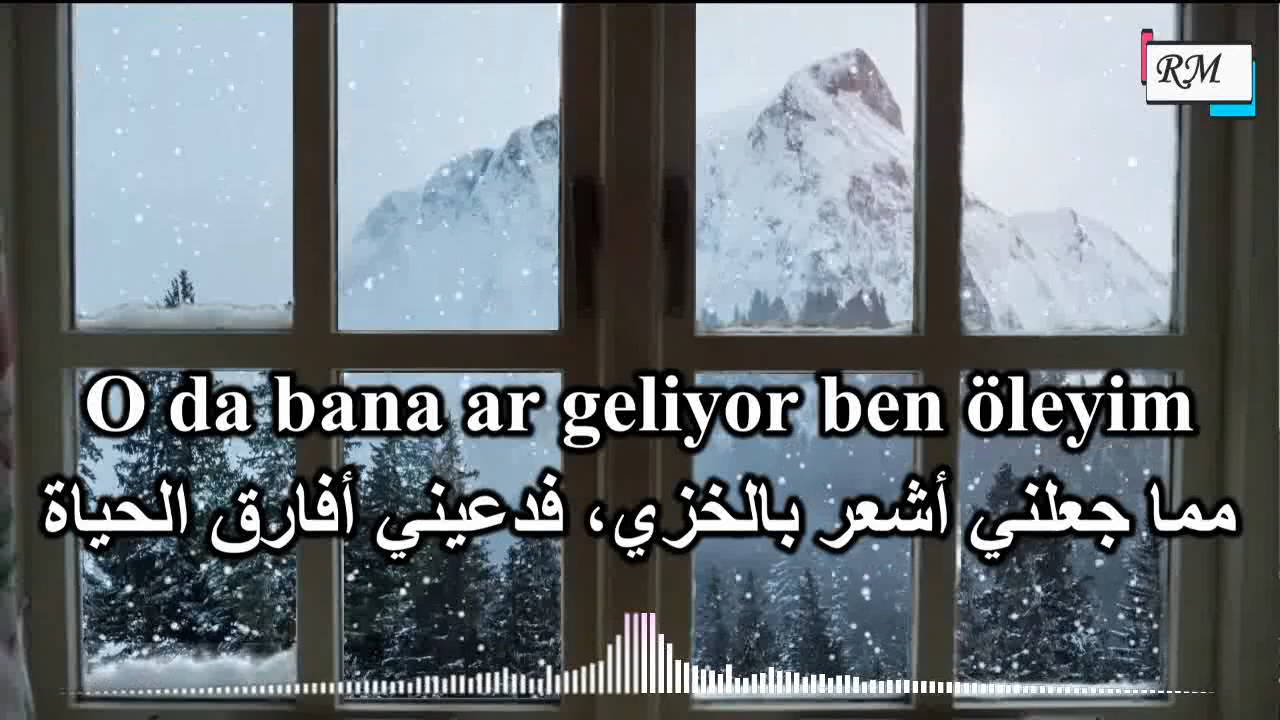 RM
O da bana ar geliyor ben öleyim
مما جعلني أشعر بالخزي، فدعيني أفارق الحياة